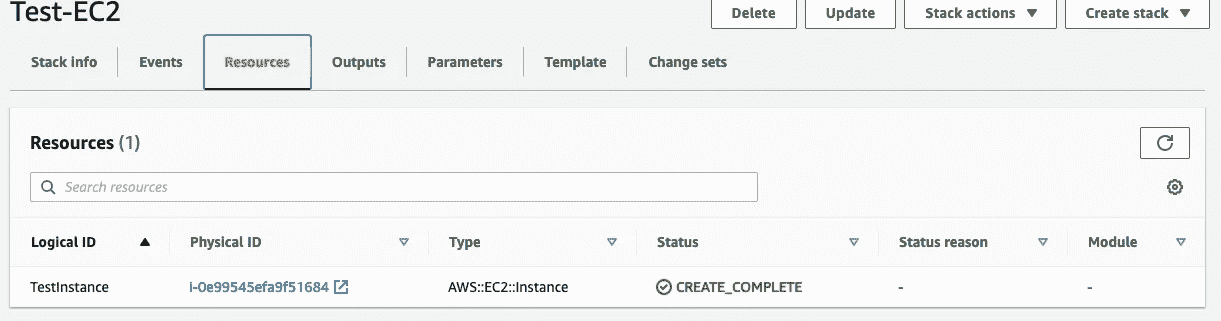 Test-EC2
Delete Update Stack actions Create stack
Stack info Events Resources Outputs Parameters Template Change sets
Resources (1)
Search resources
Logical ID Physical ID Type Status Status reason Module
TestInstance i-0e99545efa9f51684 AWS::EC2::Instance CREATE_COMPLETE - -